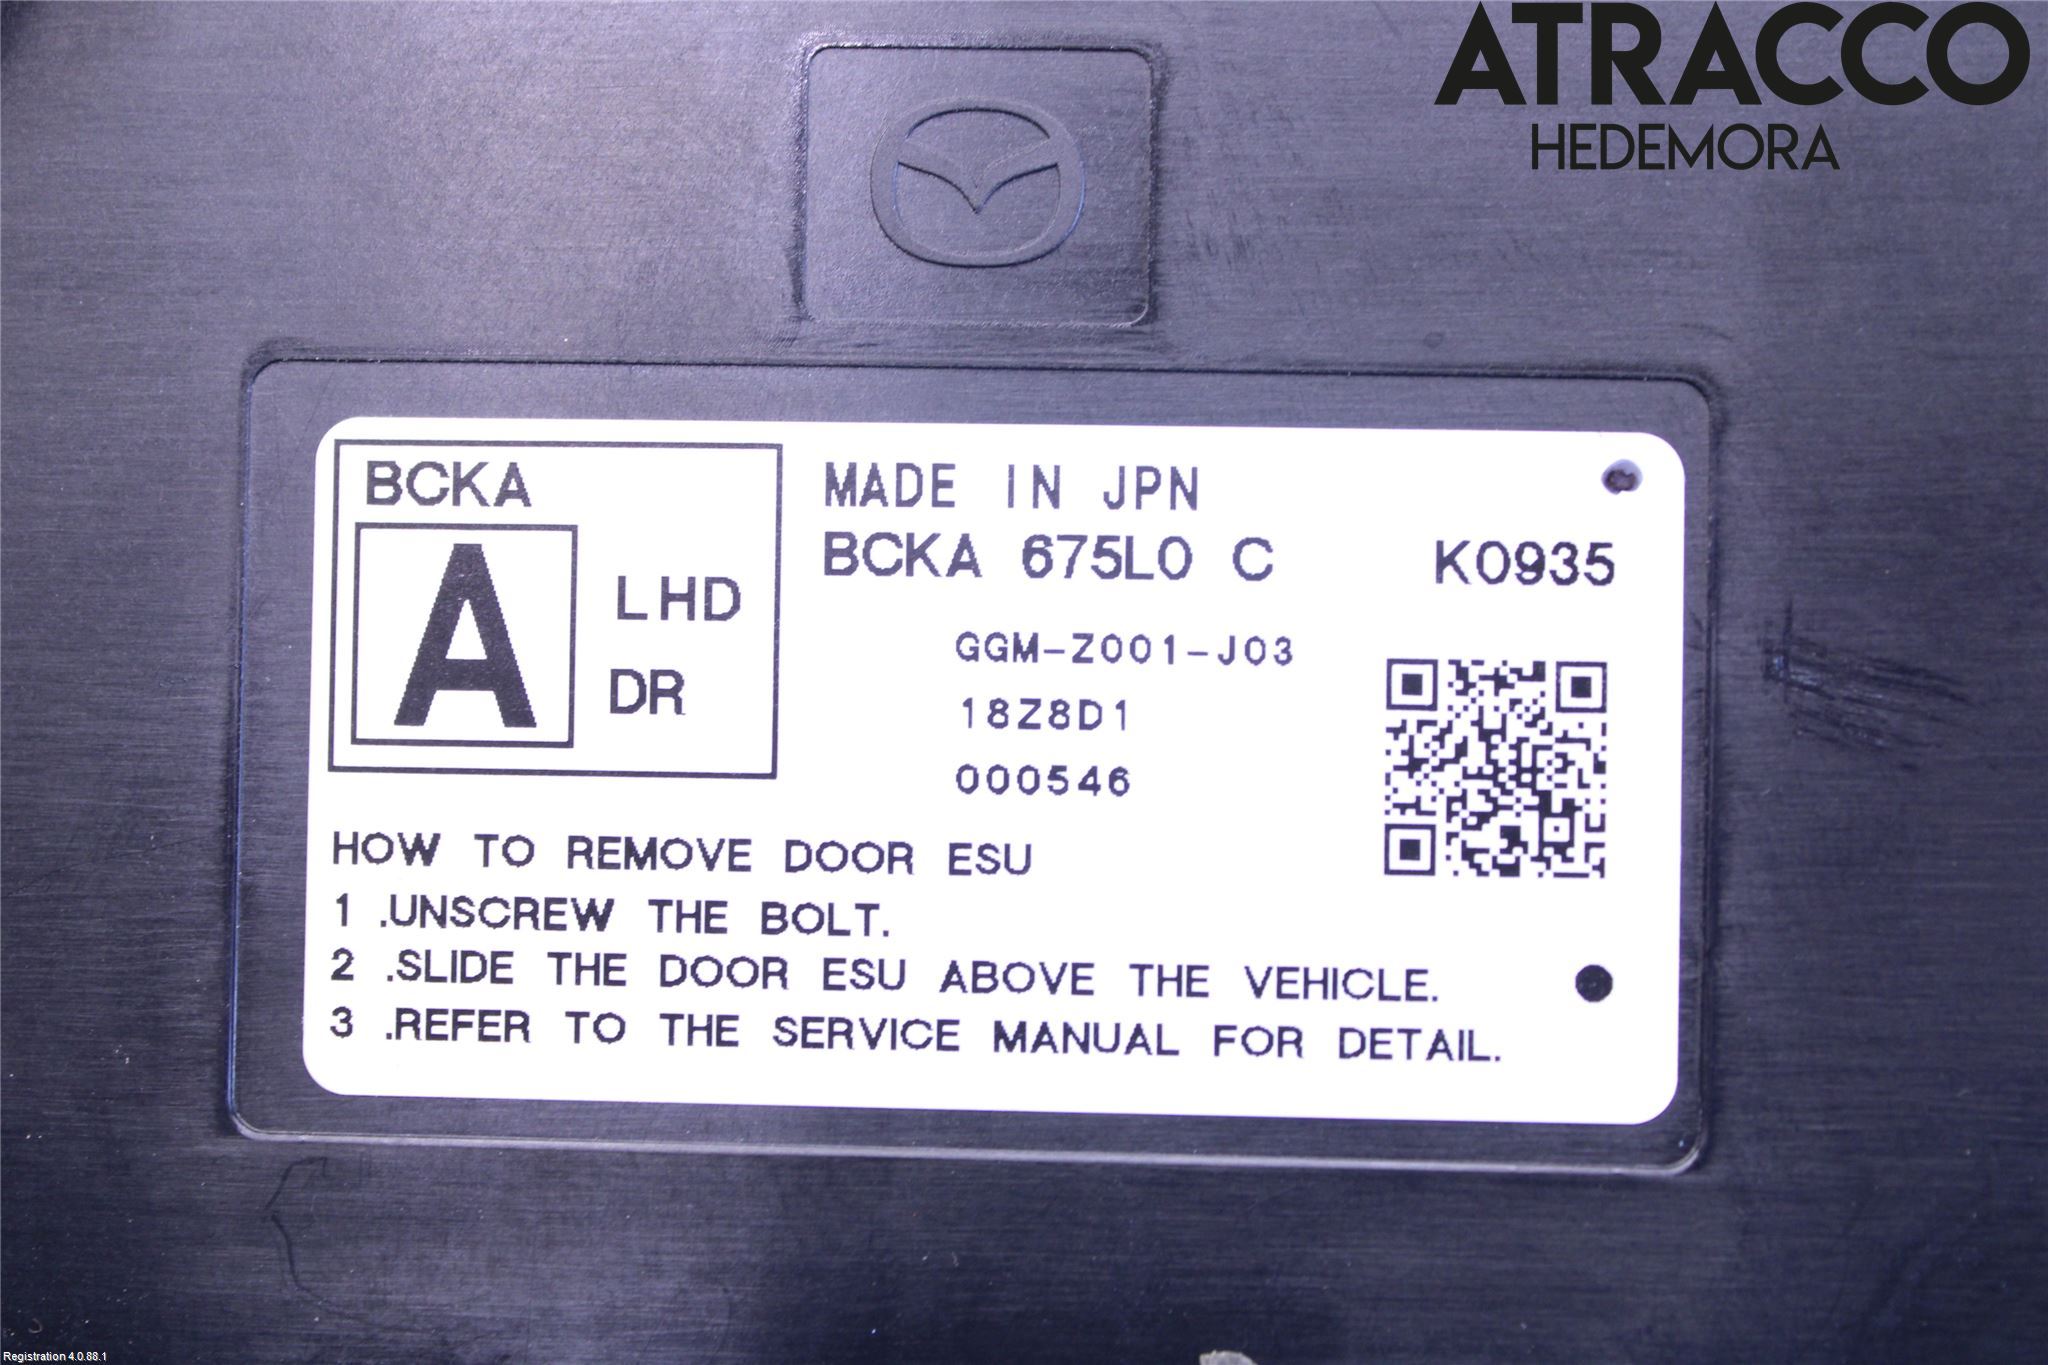 ATRACCO
HEDEMORA
BCKA
A
LHD
DR
MADE IN JPN
BCKA 675L0 C K0935
GGM-Z001-J03
18Z8D1
000546
HOW TO REMOVE DOOR ESU
1 .UNSCREW THE BOLT.
2 .SLIDE THE DOOR ESU ABOVE THE VEHICLE.
3 .REFER TO THE SERVICE MANUAL FOR DETAIL.
Registration 4.0.88.1